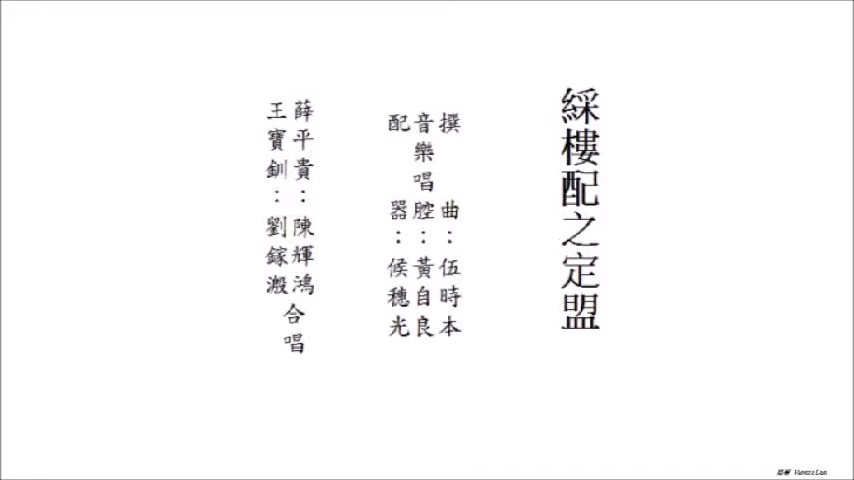 綵樓配之定盟
撰曲：伍時本
音樂唱腔：黃自良
配器：候穗光
薛平貴：陳輝鴻
王寶釧：劉鎵漵
合唱